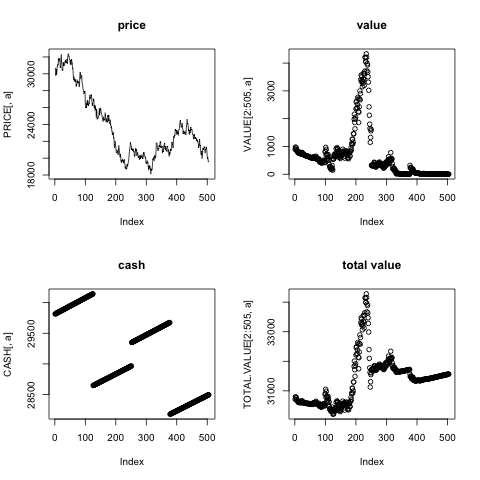 price
PRICE[, a]
30000
24000
18000
0 100 200 300 400 500
Index
value
VALUE[2:505, a]
3000
1000
0
0 100 200 300 400 500
Index
cash
CASH[, a]
29500
28500
0 100 200 300 400 500
Index
total value
TOTAL.VALUE[2:505, a]
33000
31000
0 100 200 300 400 500
Index